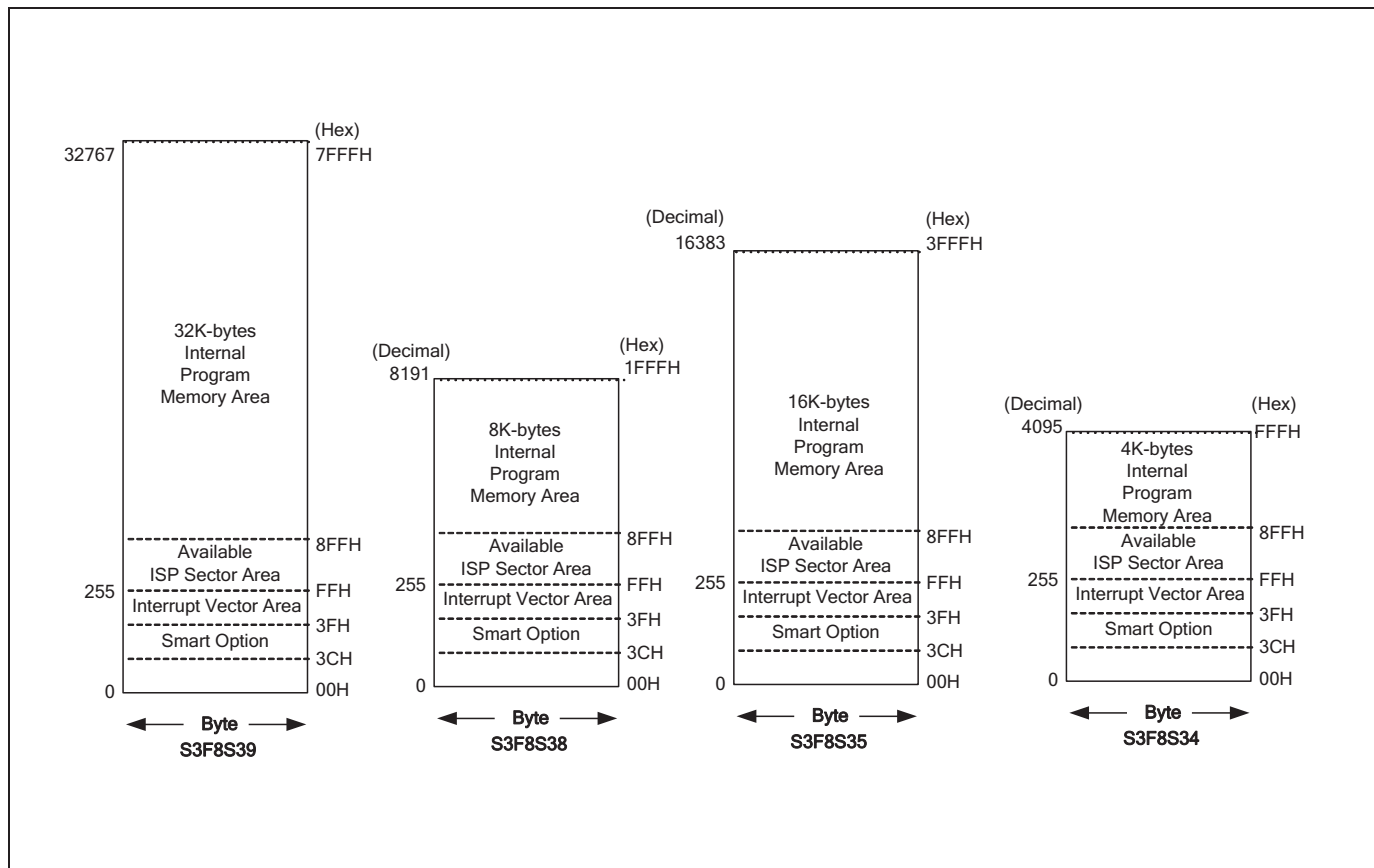 (Hex)
32767
7FFFH
32K-bytes
Internal
Program
Memory Area
8FFH
Available
ISP Sector Area
255
FFH
Interrupt Vector Area
3FH
Smart Option
3CH
0
00H
Byte
S3F8S39
(Decimal)
(Hex)
8191
1FFFH
8K-bytes
Internal
Program
Memory Area
8FFH
Available
ISP Sector Area
255
FFH
Interrupt Vector Area
3FH
Smart Option
3CH
0
00H
Byte
S3F8S38
(Decimal)
(Hex)
16383
3FFFH
16K-bytes
Internal
Program
Memory Area
8FFH
Available
ISP Sector Area
255
FFH
Interrupt Vector Area
3FH
Smart Option
3CH
0
00H
Byte
S3F8S35
(Decimal)
(Hex)
4095
FFFH
4K-bytes
Internal
Program
Memory Area
8FFH
Available
ISP Sector Area
255
FFH
Interrupt Vector Area
3FH
Smart Option
3CH
0
00H
Byte
S3F8S34